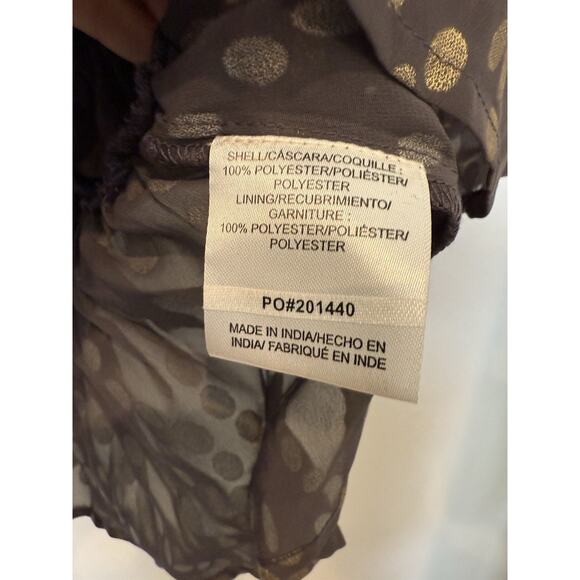 SHELL/CÁSCARA/COQUILLE :
100% POLYESTER/POLIÉSTER/
POLYESTER
LINING/RECUBRIMIENTO/
GARNITURE :
100% POLYESTER/POLIÉSTER/
POLYESTER
PO#201440
MADE IN INDIA/HECHO EN
INDIA/ FABRIQUÉ EN INDE